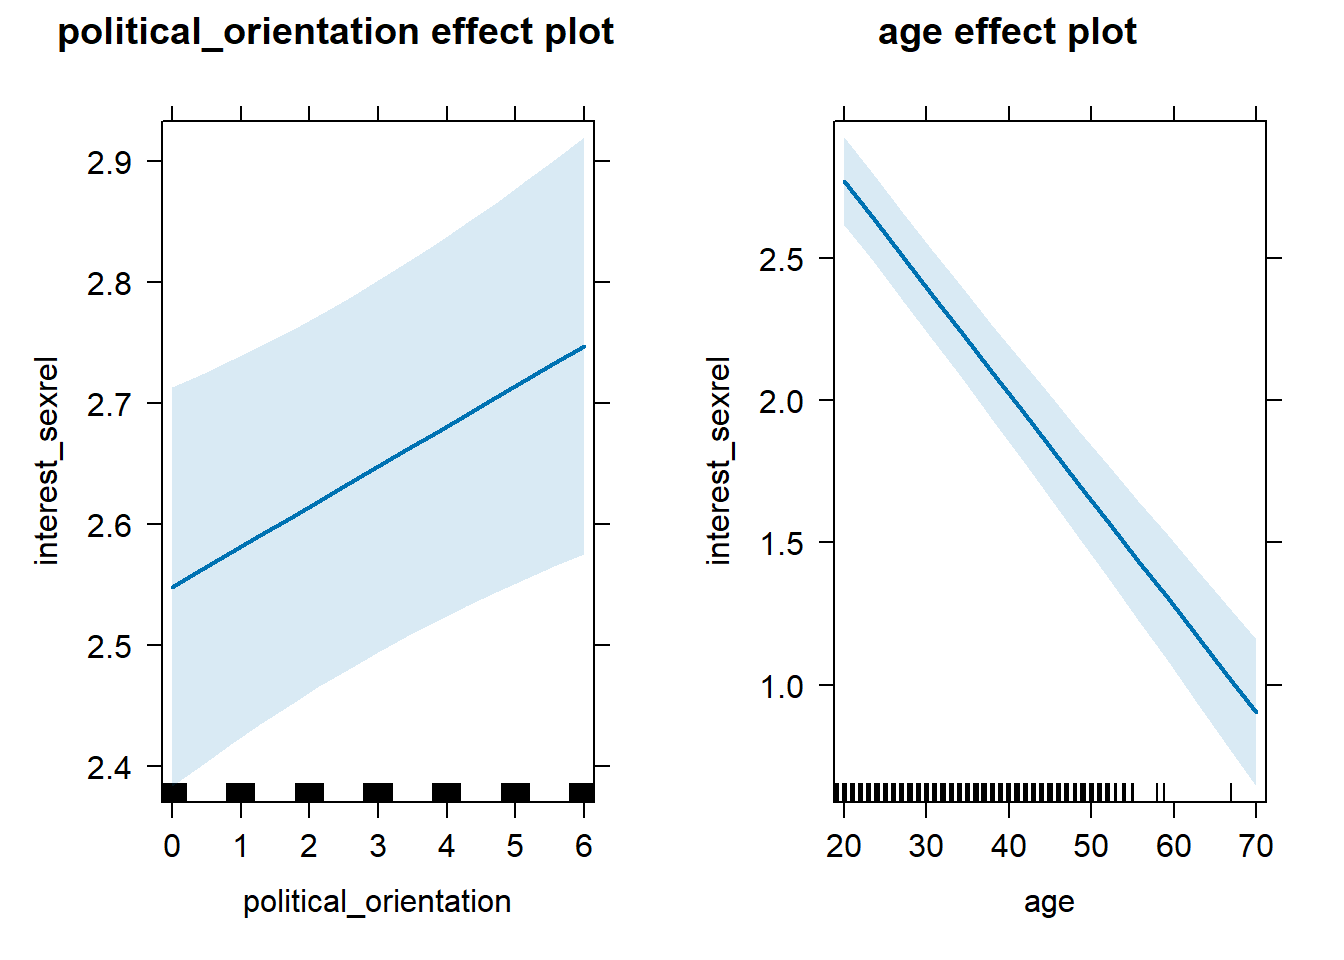 political_orientation effect plot
interest_sexrel
2.9
2.8
2.7
2.6
2.5
2.4
0 1 2 3 4 5 6
political_orientation
age effect plot
interest_sexrel
2.5
2.0
1.5
1.0
20 30 40 50 60 70
age